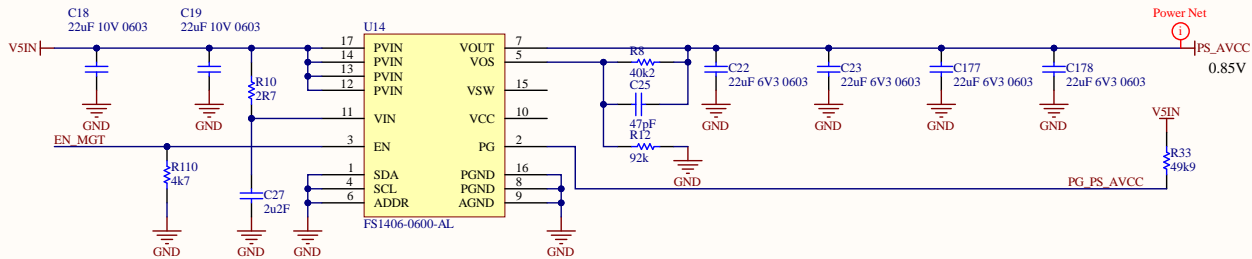 C18
22uF 10V 0603
C19
22uF 10V 0603
U14
Power Net
i
V5IN
17 PVIN VOUT 7
14 PVIN VOS 5
13 PVIN
12 PVIN VSW 15
11 VIN VCC 10
3 EN PG 2
1 SDA PGND 16
4 SCL PGND 8
6 ADDR AGND 9
FS1406-0600-AL
R8
40k2
C25
47pF
R12
92k
GND
C22
22uF 6V3 0603
GND
C23
22uF 6V3 0603
GND
C177
22uF 6V3 0603
GND
C178
22uF 6V3 0603
GND
PS_AVCC
0.85V
V5IN
R33
49k9
PG_PS_AVCC
GND
GND
R10
2R7
EN_MGT
R110
4k7
C27
2u2F
GND
GND
GND
GND